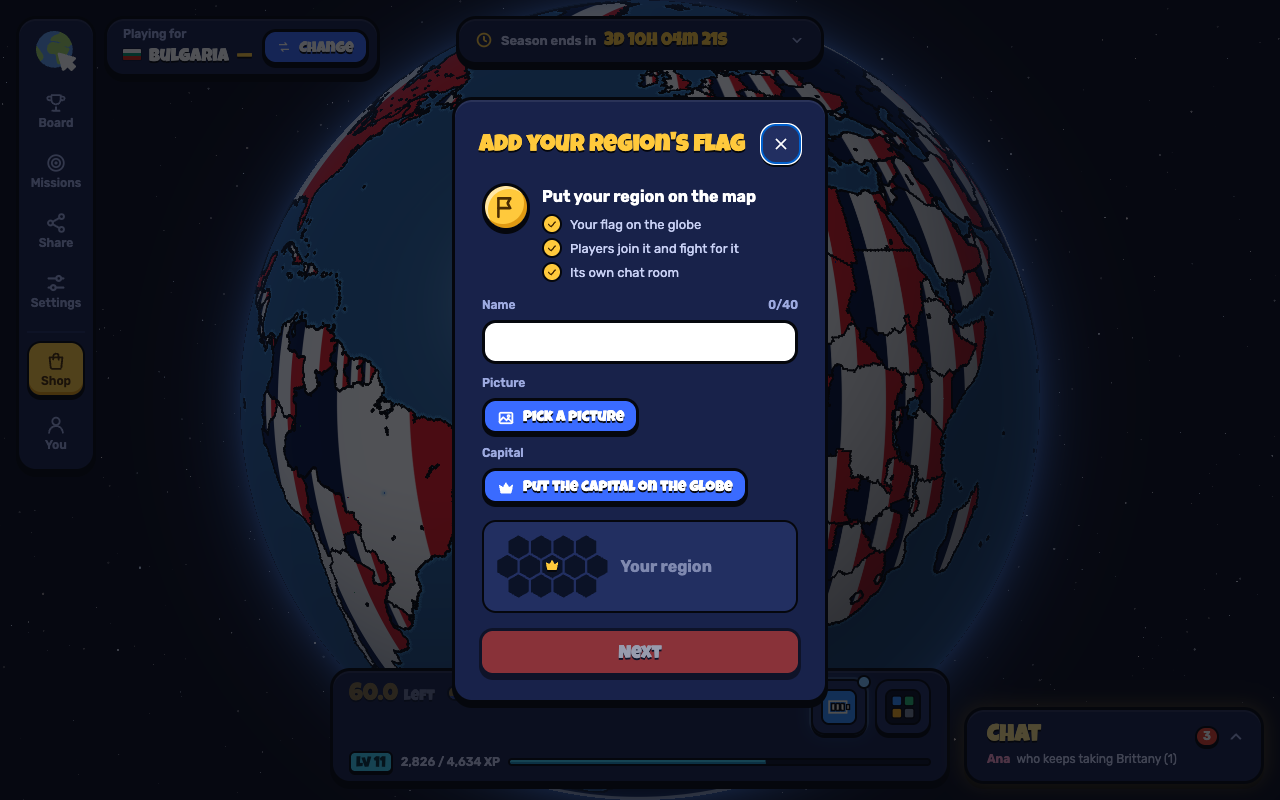 Playing for
BULGARIA
CHANGE
Season ends in 3D 10H 04M 21S
Board
Missions
Share
Settings
Shop
You
ADD YOUR REGION'S FLAG
Put your region on the map
Your flag on the globe
Players join it and fight for it
Its own chat room
Name 0/40
Picture
PICK A PICTURE
Capital
PUT THE CAPITAL ON THE GLOBE
Your region
NEXT
60.0 LEFT
LV 11 2,826 / 4,634 XP
CHAT
3
Ana who keeps taking Brittany (1)